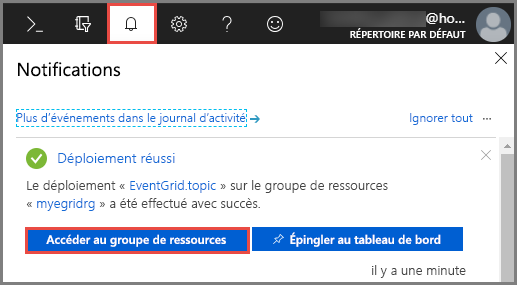 @ho...
RÉPERTOIRE PAR DÉFAUT
Notifications
Plus d'événements dans le journal d'activité → Ignorer tout ...
Déploiement réussi
Le déploiement « EventGrid.topic » sur le groupe de ressources
« myegridrg » a été effectué avec succès.
Accéder au groupe de ressources Épingler au tableau de bord
il y a une minute